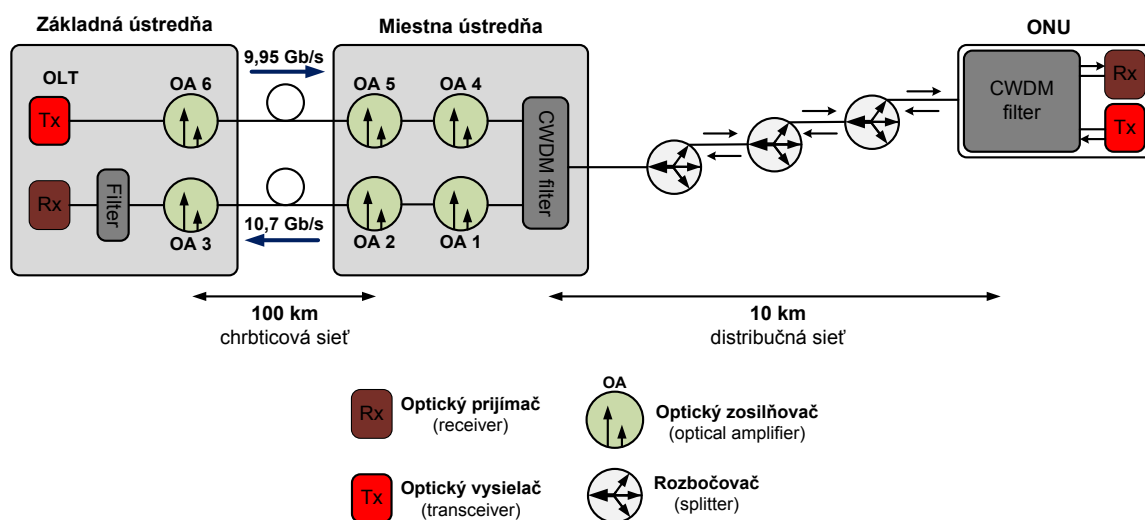 Základná ústredňa
Miestna ústredňa
ONU
OLT
OA 6
9,95 Gb/s
OA 5
OA 4
Tx
CWDM filter
CWDM
filter
Rx
Tx
Rx
Filter
OA 3
10,7 Gb/s
OA 2
OA 1
100 km
chrbticová sieť
10 km
distribučná sieť
Rx
Optický prijímač
(receiver)
OA
Optický zosilňovač
(optical amplifier)
Tx
Optický vysielač
(transceiver)
Rozbočovač
(splitter)